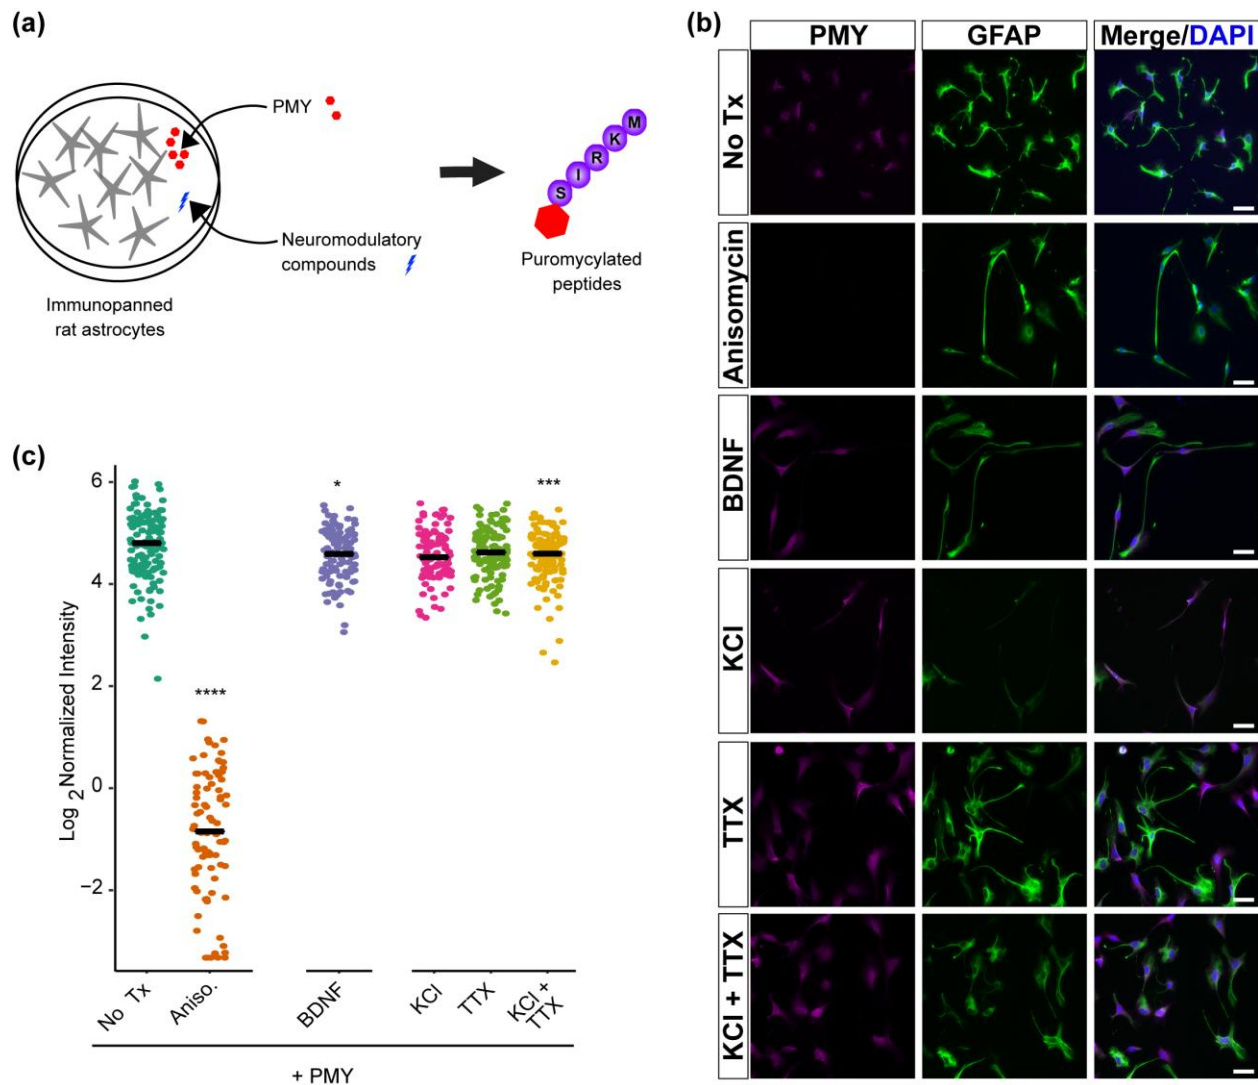 (a)
PMY
Neuromodulatory
compounds
Immunopanned
rat astrocytes
S I R K M
Puromycylated
peptides
(b)
PMY GFAP Merge/DAPI
No Tx
Anisomycin
BDNF
KCl
TTX
KCl + TTX
(c)
Log 2 Normalized Intensity
6
4
2
0
−2
****
*
***
No Tx
Aniso.
BDNF
KCl
TTX
KCl +
TTX
+ PMY